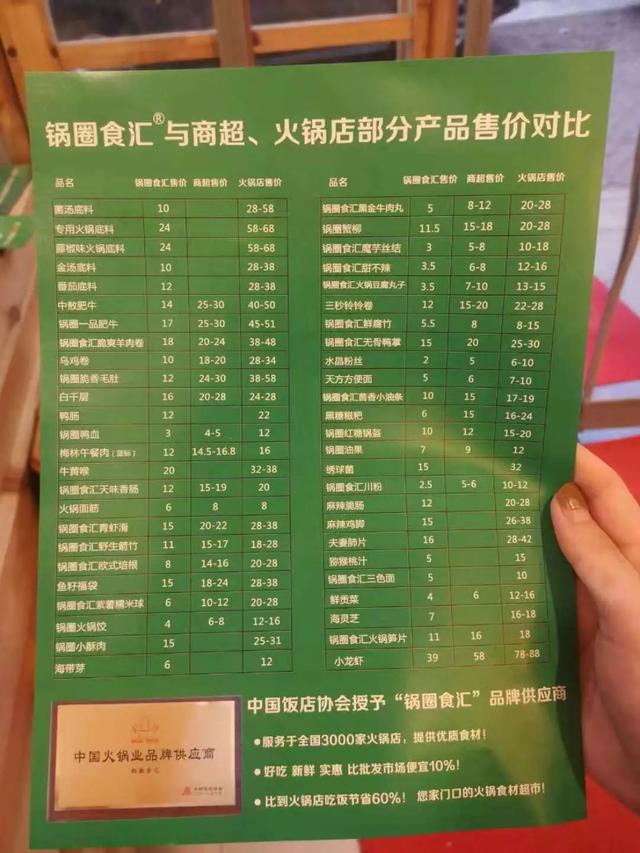 锅圈食汇®与商超、火锅店部分产品售价对比
品名 锅圈食汇售价 商超售价 火锅店售价
菌汤底料 10 28-58
专用火锅底料 24 58-68
藤椒味火锅底料 24 58-68
金汤底料 10 28-38
番茄底料 12 28-38
中敖肥牛 14 25-30 40-50
锅圈一品肥牛 17 25-30 45-51
锅圈食汇脆爽羊肉卷 18 20-24 38-48
乌鸡卷 10 18-20 28-34
锅圈脆香毛肚 12 24-30 38-58
白千层 16 20-28 24-28
鸭肠 12 22
锅圈鸭血 3 4-5 12
梅林午餐肉（蓝标） 12 14.5-16.8 16
牛黄喉 20 32-38
锅圈食汇天味香肠 12 15-19 20
火锅面筋 6 8 8
锅圈食汇青虾滑 15 20-22 28-38
锅圈食汇野生箭竹 11 15-17 18-28
锅圈食汇欧式培根 8 14-16 20-28
鱼籽福袋 15 18-24 28-38
锅圈食汇紫薯糯米球 6 10-12 20-28
锅圈火锅饺 4 6-8 12-16
锅圈小酥肉 15 25-31
海带芽 6 12
品名 锅圈食汇售价 商超售价 火锅店售价
锅圈食汇黑金牛肉丸 5 8-12 20-28
锅圈蟹柳 11.5 15-18 20-28
锅圈食汇魔芋丝结 3 5-8 10-18
锅圈食汇甜不辣 3.5 6-8 12-16
锅圈食汇火锅豆腐丸子 3.5 7-10 13-15
三秒铃铃卷 12 15-20 22-28
锅圈食汇鲜腐竹 5.5 8 8-15
锅圈食汇无骨鸭掌 15 20 25-30
水晶粉丝 2 5 6-10
天方方便面 5 6 7-10
锅圈食汇茴香小油条 10 15 17-19
黑糖糍粑 6 15 16-24
锅圈红糖锅盔 10 12 15-20
锅圈油果 7 9 12
绣球菌 15 32
锅圈食汇川粉 2.5 5-6 10-12
麻辣脆肠 12 20-28
麻辣鸡脚 15 26-38
夫妻肺片 16 28-42
猕猴桃汁 5 15
锅圈食汇三色面 5 10
鲜贡菜 4 6 12-16
海灵芝 7 16-18
锅圈食汇火锅笋片 11 16 18
小龙虾 39 58 78-88
中国饭店协会授予“锅圈食汇”品牌供应商
•服务于全国3000家火锅店，提供优质食材！
•好吃 新鲜 实惠 比批发市场便宜10%！
•比到火锅店吃饭节省60%！ 您家门口的火锅食材超市！
中国火锅业品牌供应商
锅圈食汇